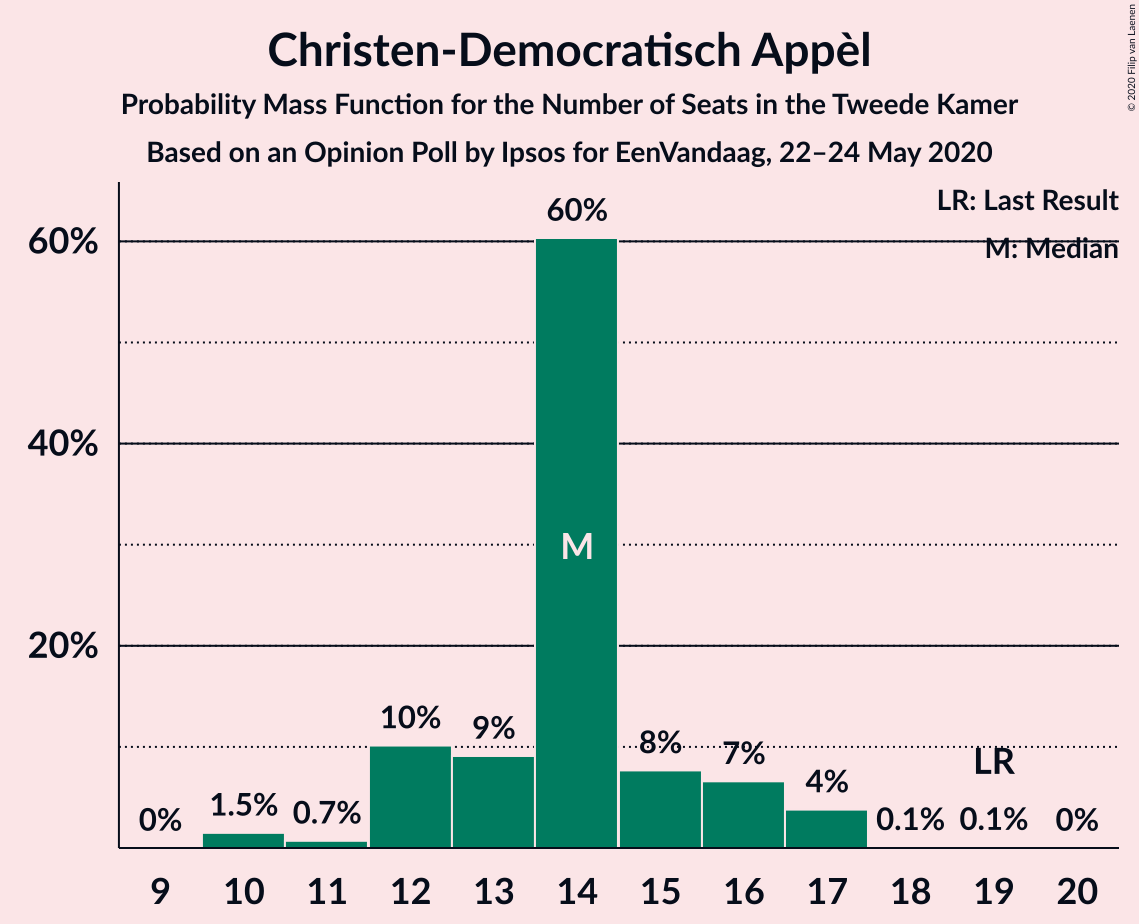 Christen-Democratisch Appèl
Probability Mass Function for the Number of Seats in the Tweede Kamer
Based on an Opinion Poll by Ipsos for EenVandaag, 22–24 May 2020
© 2020 Filip van Laenen
LR: Last Result
M: Median
60%
40%
20%
0%
1.5%
0.7%
10%
9%
60%
M
8%
7%
4%
0.1%
LR
0.1%
0%
9 10 11 12 13 14 15 16 17 18 19 20